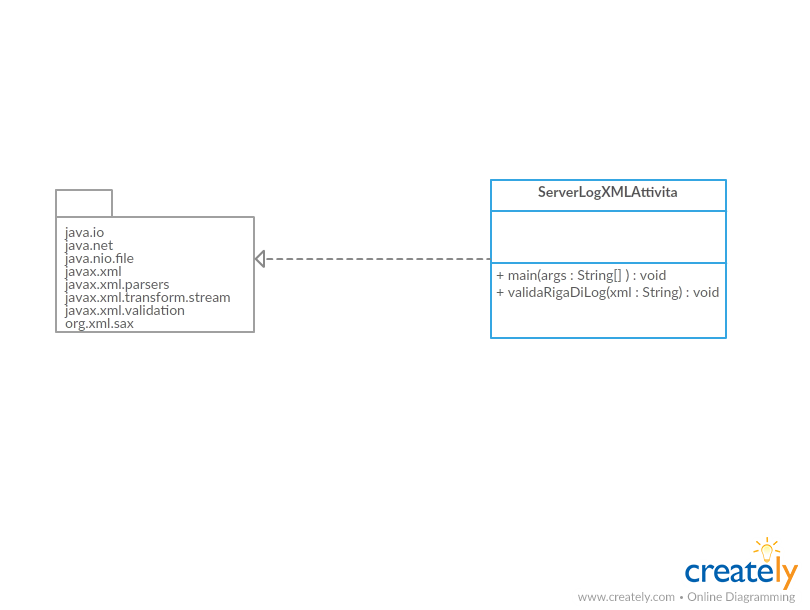 java.io
java.net
java.nio.file
javax.xml
javax.xml.parsers
javax.xml.transform.stream
javax.xml.validation
org.xml.sax
ServerLogXMLAttivita
+ main(args : String[] ) : void
+ validaRigaDiLog(xml : String) : void
creately
www.creately.com • Online Diagramming